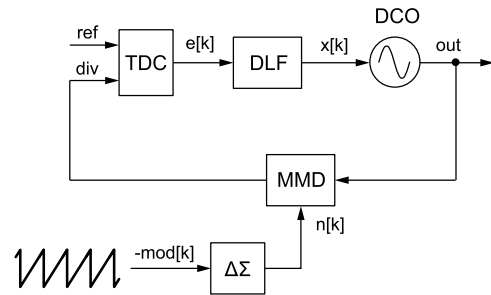 DCO
ref
e[k]
x[k]
out
TDC
DLF
div
MMD
n[k]
-mod[k]
ΔΣ